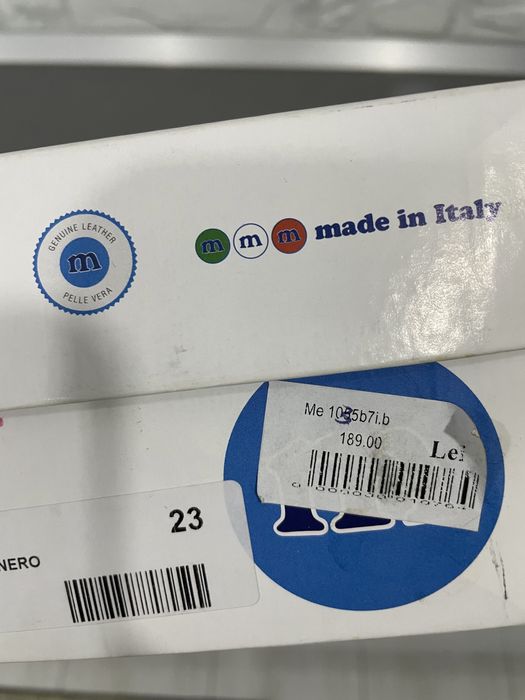 GENUINE LEATHER
m
PELLE VERA
m m m made in Italy
Me 1035b7i.b
189.00
Lei
23
NERO